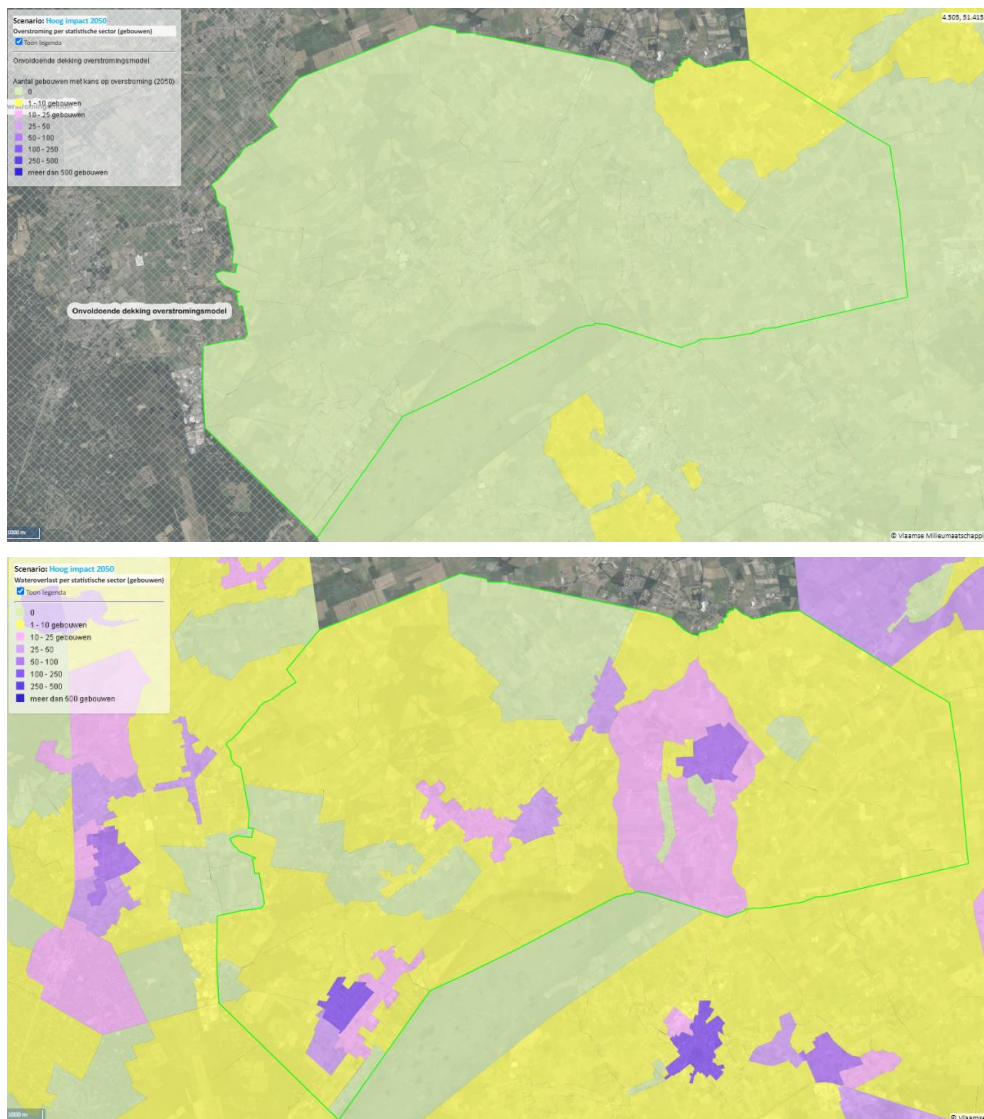 Scenario: Hoog impact 2050
Overstroming per statistische sector (gebouwen)
Toon legenda
Onvoldoende dekking overstromingsmodel
Aantal gebouwen met kans op overstroming (2050)
0
1 - 10 gebouwen
10 - 25 gebouwen
25 - 50
50 - 100
100 - 250
250 - 500
meer dan 500 gebouwen
4.505, 51.415
Onvoldoende dekking overstromingsmodel
1000 m
© Vlaamse Milieumaatschappi
Scenario: Hoog impact 2050
Wateroverlast per statistische sector (gebouwen)
Toon legenda
0
1 - 10 gebouwen
10 - 25 gebouwen
25 - 50
50 - 100
100 - 250
250 - 500
meer dan 500 gebouwen
1000 m
© Vlaamse